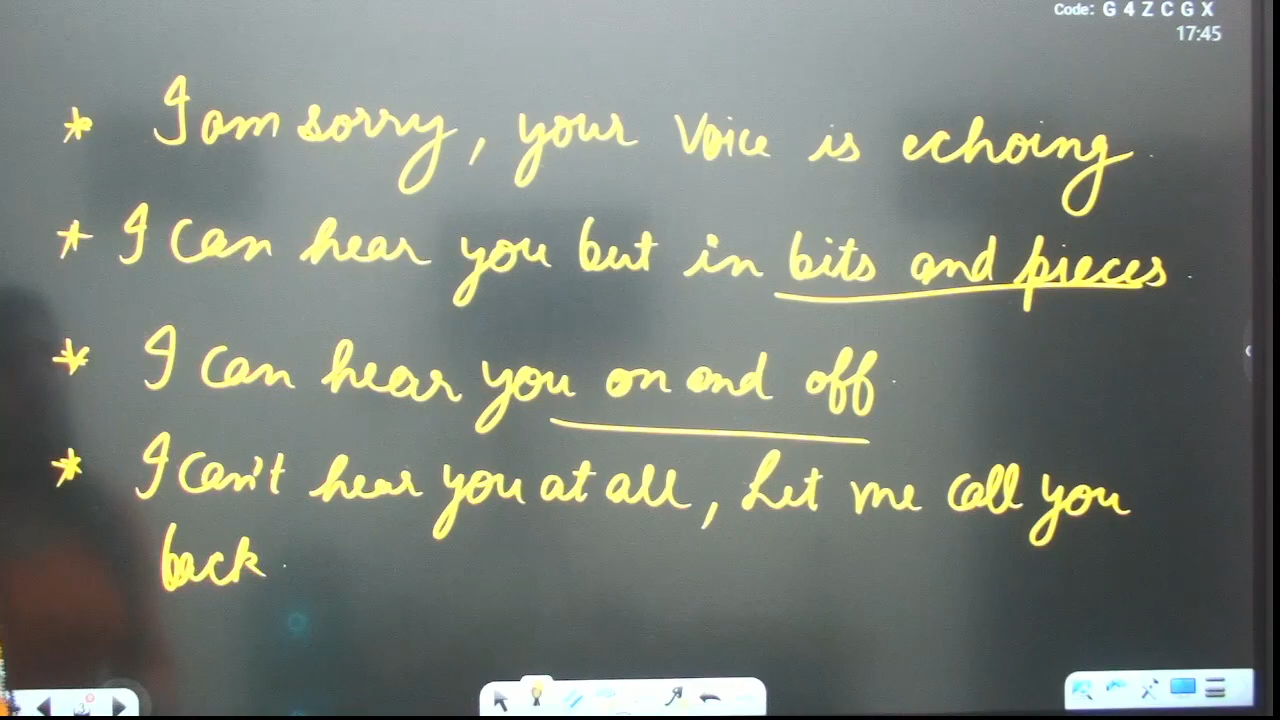 Code: G 4 Z C G X
17:45
* I am sorry, your voice is echoing
* I can hear you but in bits and pieces
* I can hear you on and off
* I can't hear you at all, Let me call you
back
3